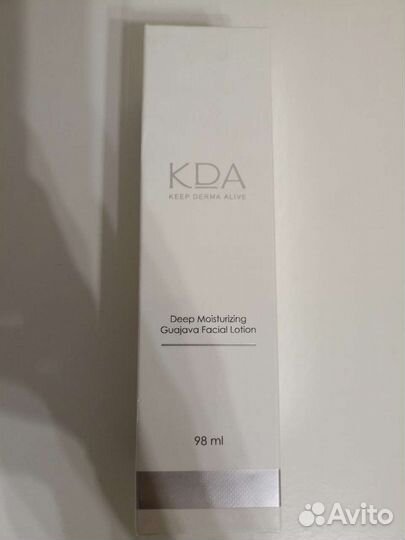 KDA
KEEP DERMA ALIVE
Deep Moisturizing
Guajava Facial Lotion
98 ml
Avito